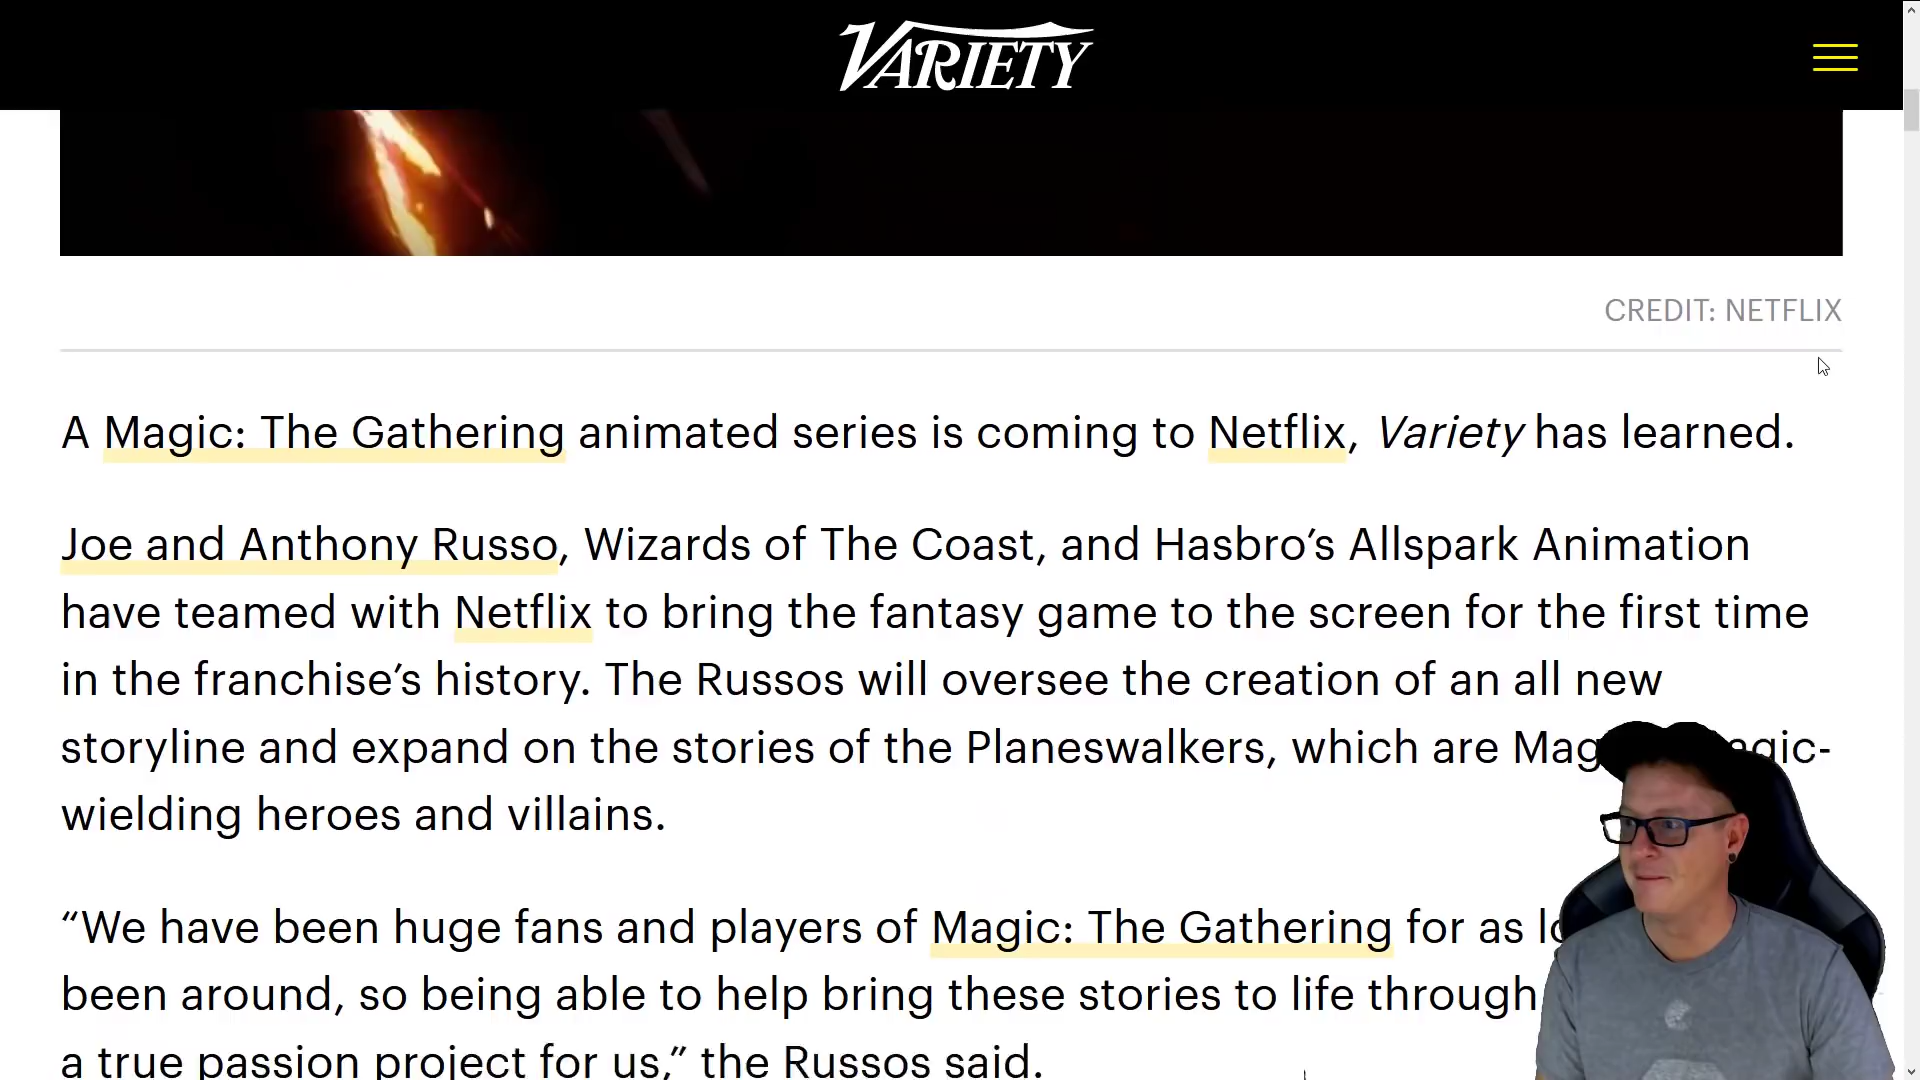 VARIETY
CREDIT: NETFLIX
A Magic: The Gathering animated series is coming to Netflix, Variety has learned.
Joe and Anthony Russo, Wizards of The Coast, and Hasbro’s Allspark Animation
have teamed with Netflix to bring the fantasy game to the screen for the first time
in the franchise’s history. The Russos will oversee the creation of an all new
storyline and expand on the stories of the Planeswalkers, which are
wielding heroes and villains.
“We have been huge fans and players of Magic: The Gathering for as
been around, so being able to help bring these stories to life through
a true passion project for us,” the Russos said.